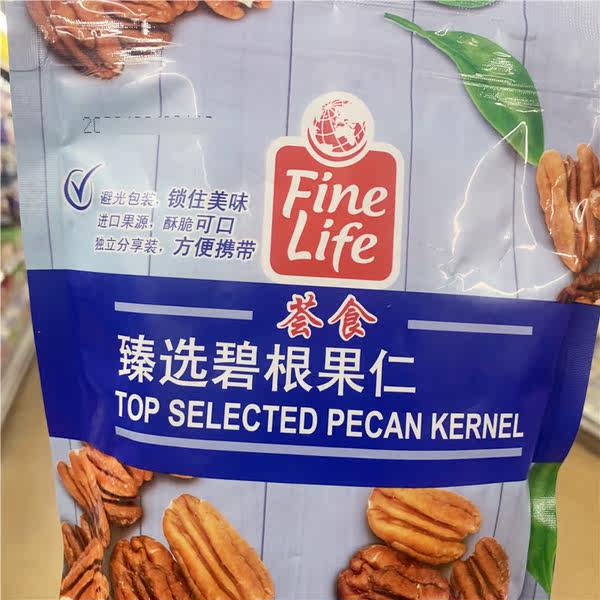 避光包装，锁住美味
进口果源，酥脆可口
独立分享装，方便携带
Fine
Life
荟食
臻选碧根果仁
TOP SELECTED PECAN KERNEL